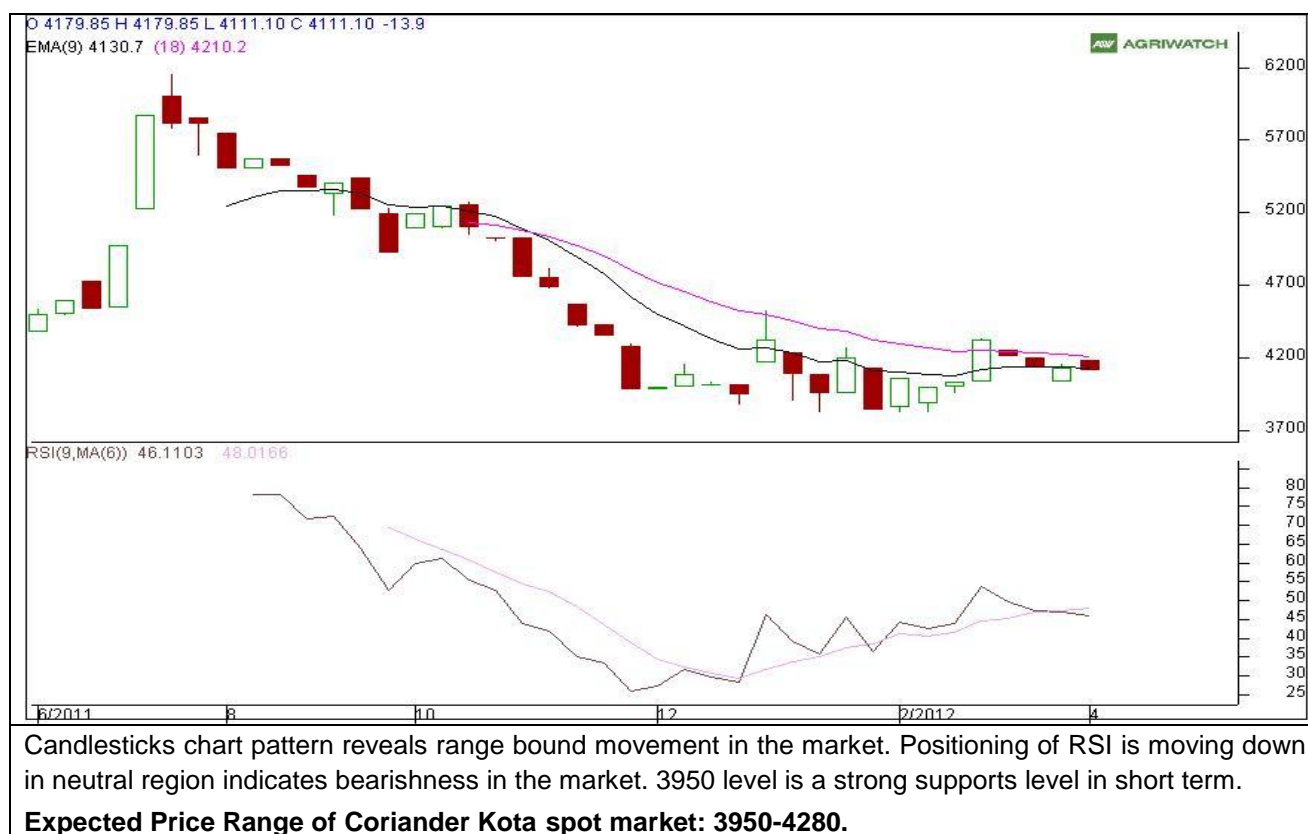 O 4179.85 H 4179.85 L 4111.10 C 4111.10 -13.9
EMA(9) 4130.7 (18) 4210.2
AW AGRIWATCH
6200
5700
5200
4700
4200
3700
RSI(9,MA(6)) 46.1103 48.0166
80
75
70
65
60
55
50
45
40
35
30
25
6/2011 8 10 12 2/2012 4
Candlesticks chart pattern reveals range bound movement in the market. Positioning of RSI is moving down
in neutral region indicates bearishness in the market. 3950 level is a strong supports level in short term.
Expected Price Range of Coriander Kota spot market: 3950-4280.